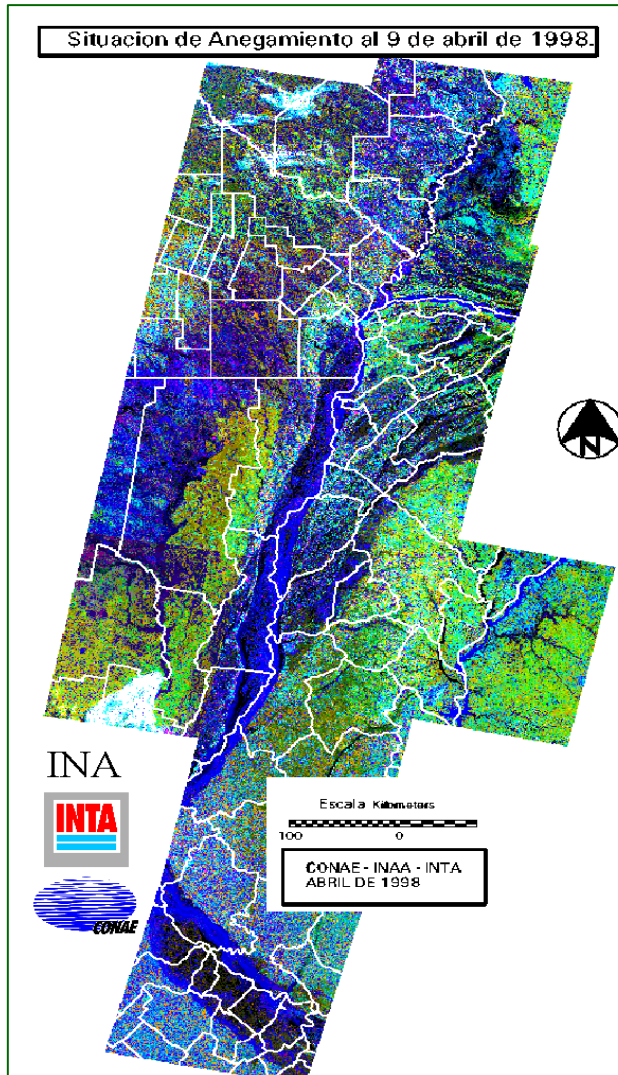 Situacion de Anegamiento al 9 de abril de 1998.
N
INA
INTA
CONAE
Escala Kilometers
100 0
CONAE - INAA - INTA
ABRIL DE 1998